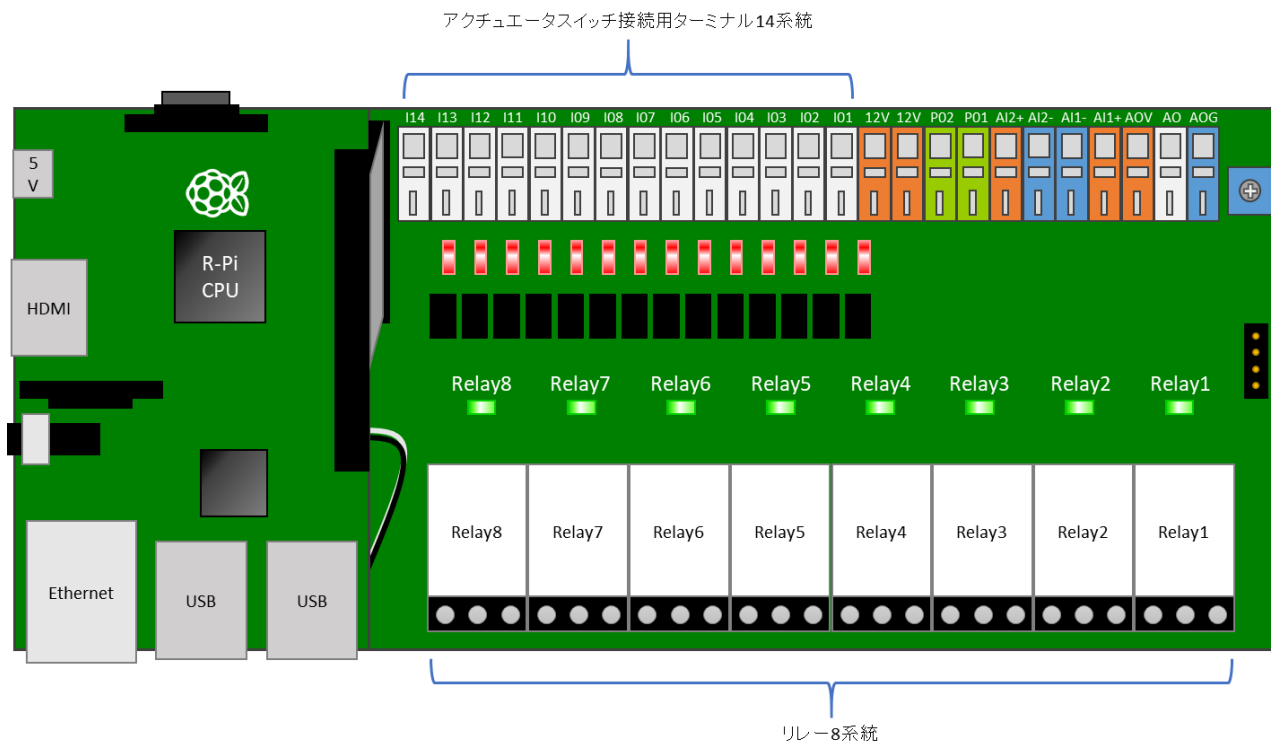 アクチュエータスイッチ接続用ターミナル14系統
I14 I13 I12 I11 I10 I09 I08 I07 I06 I05 I04 I03 I02 I01 12V 12V P02 P01 AI2+ AI2- AI1- AI1+ AOV AO AOG
5
V
R-Pi
CPU
HDMI
Relay8 Relay7 Relay6 Relay5 Relay4 Relay3 Relay2 Relay1
Relay8 Relay7 Relay6 Relay5 Relay4 Relay3 Relay2 Relay1
Ethernet
USB
USB
リレー8系統